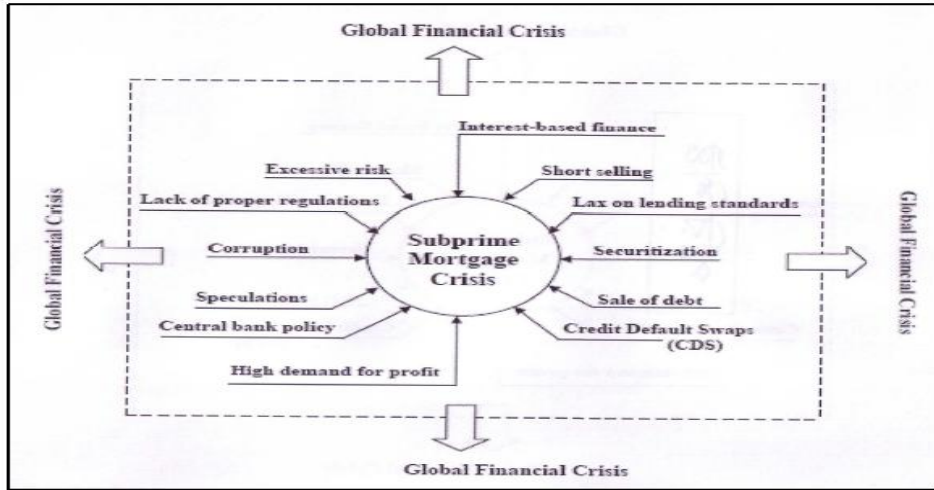 Global Financial Crisis
Interest-based finance
Excessive risk
Short selling
Lack of proper regulations
Lax on lending standards
Global Financial Crisis
Corruption
Subprime
Mortgage
Crisis
Securitization
Global Financial Crisis
Speculations
Sale of debt
Central bank policy
Credit Default Swaps
(CDS)
High demand for profit
Global Financial Crisis